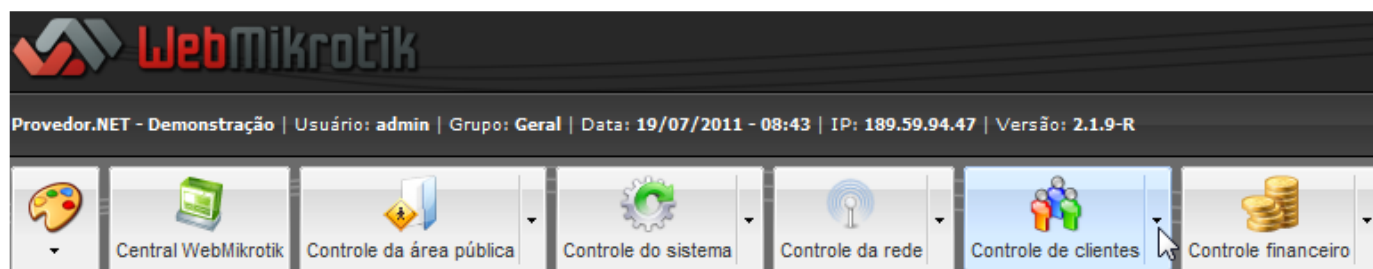 WebMikrotik
Provedor.NET - Demonstração | Usuário: admin | Grupo: Geral | Data: 19/07/2011 - 08:43 | IP: 189.59.94.47 | Versão: 2.1.9-R
Central WebMikrotik Controle da área pública Controle do sistema Controle da rede Controle de clientes Controle financeiro